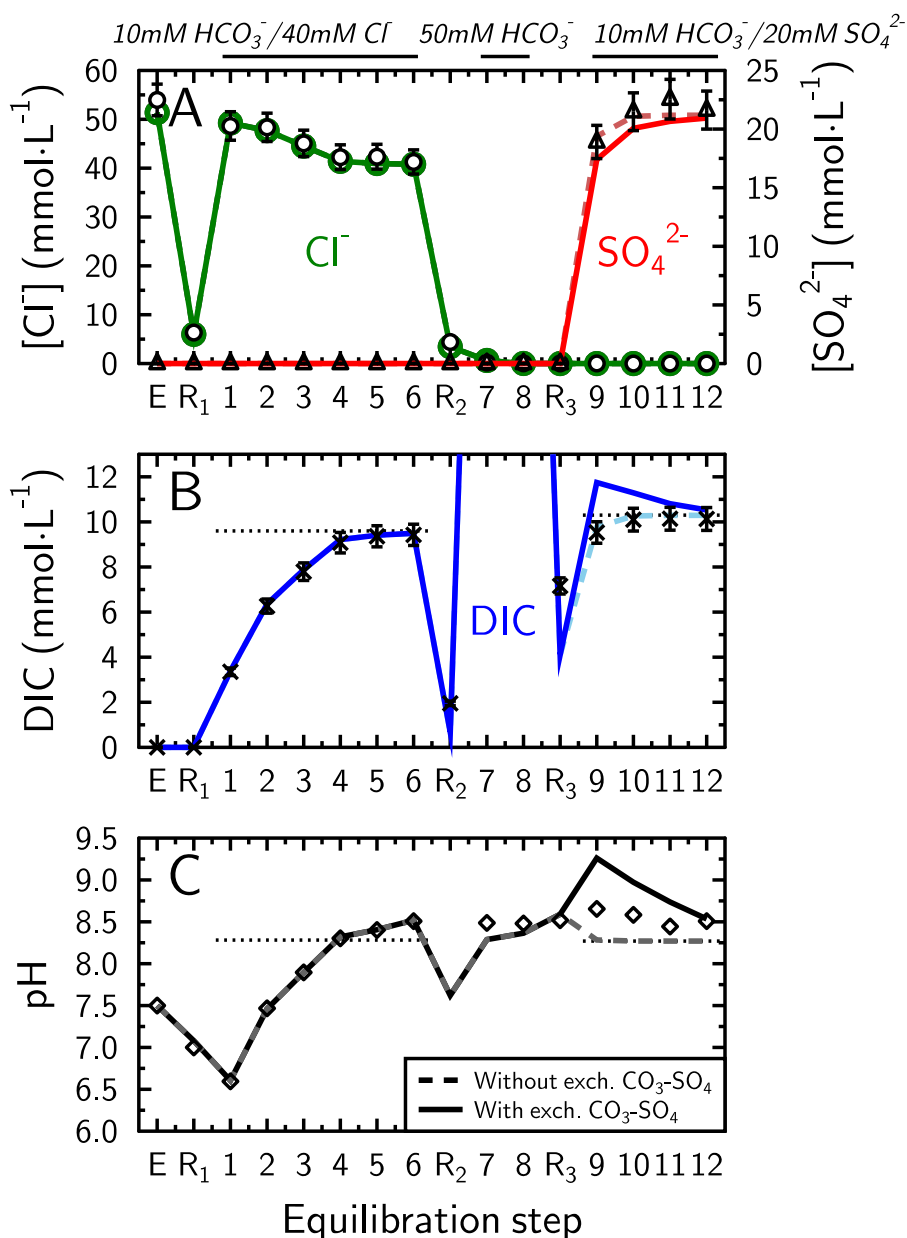 10mM HCO₃⁻/40mM Cl⁻ 50mM HCO₃⁻ 10mM HCO₃⁻/20mM SO₄²⁻
A
[Cl⁻] (mmol·L⁻¹)
60
50
40
30
20
10
0
Cl⁻
SO₄²⁻
25
20
15
10
5
0
[SO₄²⁻] (mmol·L⁻¹)
E R₁ 1 2 3 4 5 6 R₂ 7 8 R₃ 9 10 11 12
B
DIC (mmol·L⁻¹)
12
10
8
6
4
2
0
DIC
E R₁ 1 2 3 4 5 6 R₂ 7 8 R₃ 9 10 11 12
C
pH
9.5
9.0
8.5
8.0
7.5
7.0
6.5
6.0
Without exch. CO₃-SO₄
With exch. CO₃-SO₄
E R₁ 1 2 3 4 5 6 R₂ 7 8 R₃ 9 10 11 12
Equilibration step